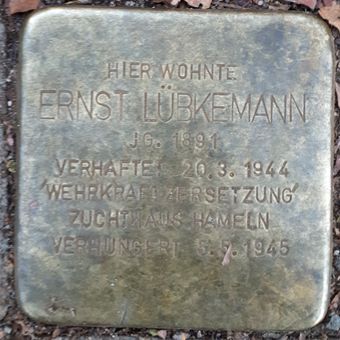 HIER WOHNTE
ERNST LÜBKEMANN
JG. 1891
VERHAFTET 20.3.1944
'WEHRKRAFTZERSETZUNG'
ZUCHTHAUS HAMELN
VERHUNGERT 5.5.1945